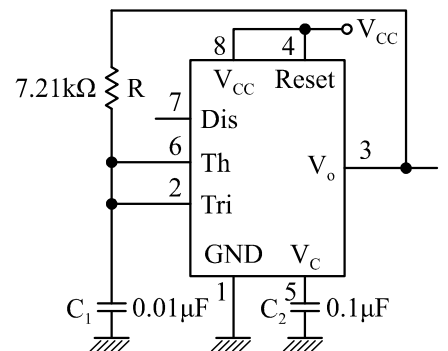 8 4 V_CC
7.21kΩ R
V_CC Reset
7 Dis
6 Th
V_o 3
2 Tri
GND V_C
1 5
C_1 0.01μF C_2 0.1μF